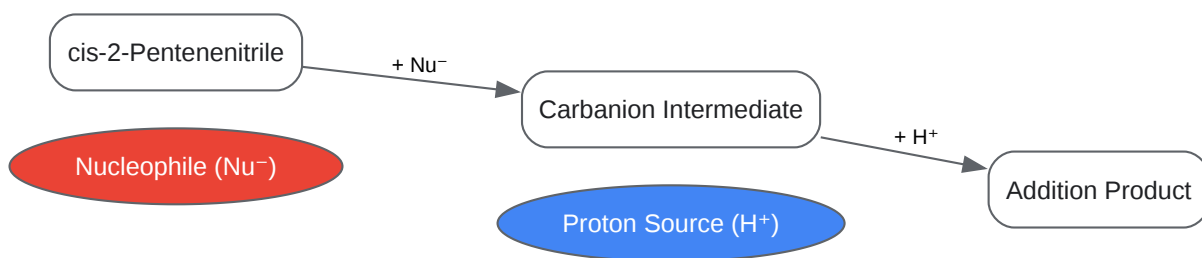 cis-2-Pentenenitrile
+ Nu⁻
Carbanion Intermediate
+ H⁺
Nucleophile (Nu⁻)
Addition Product
Proton Source (H⁺)